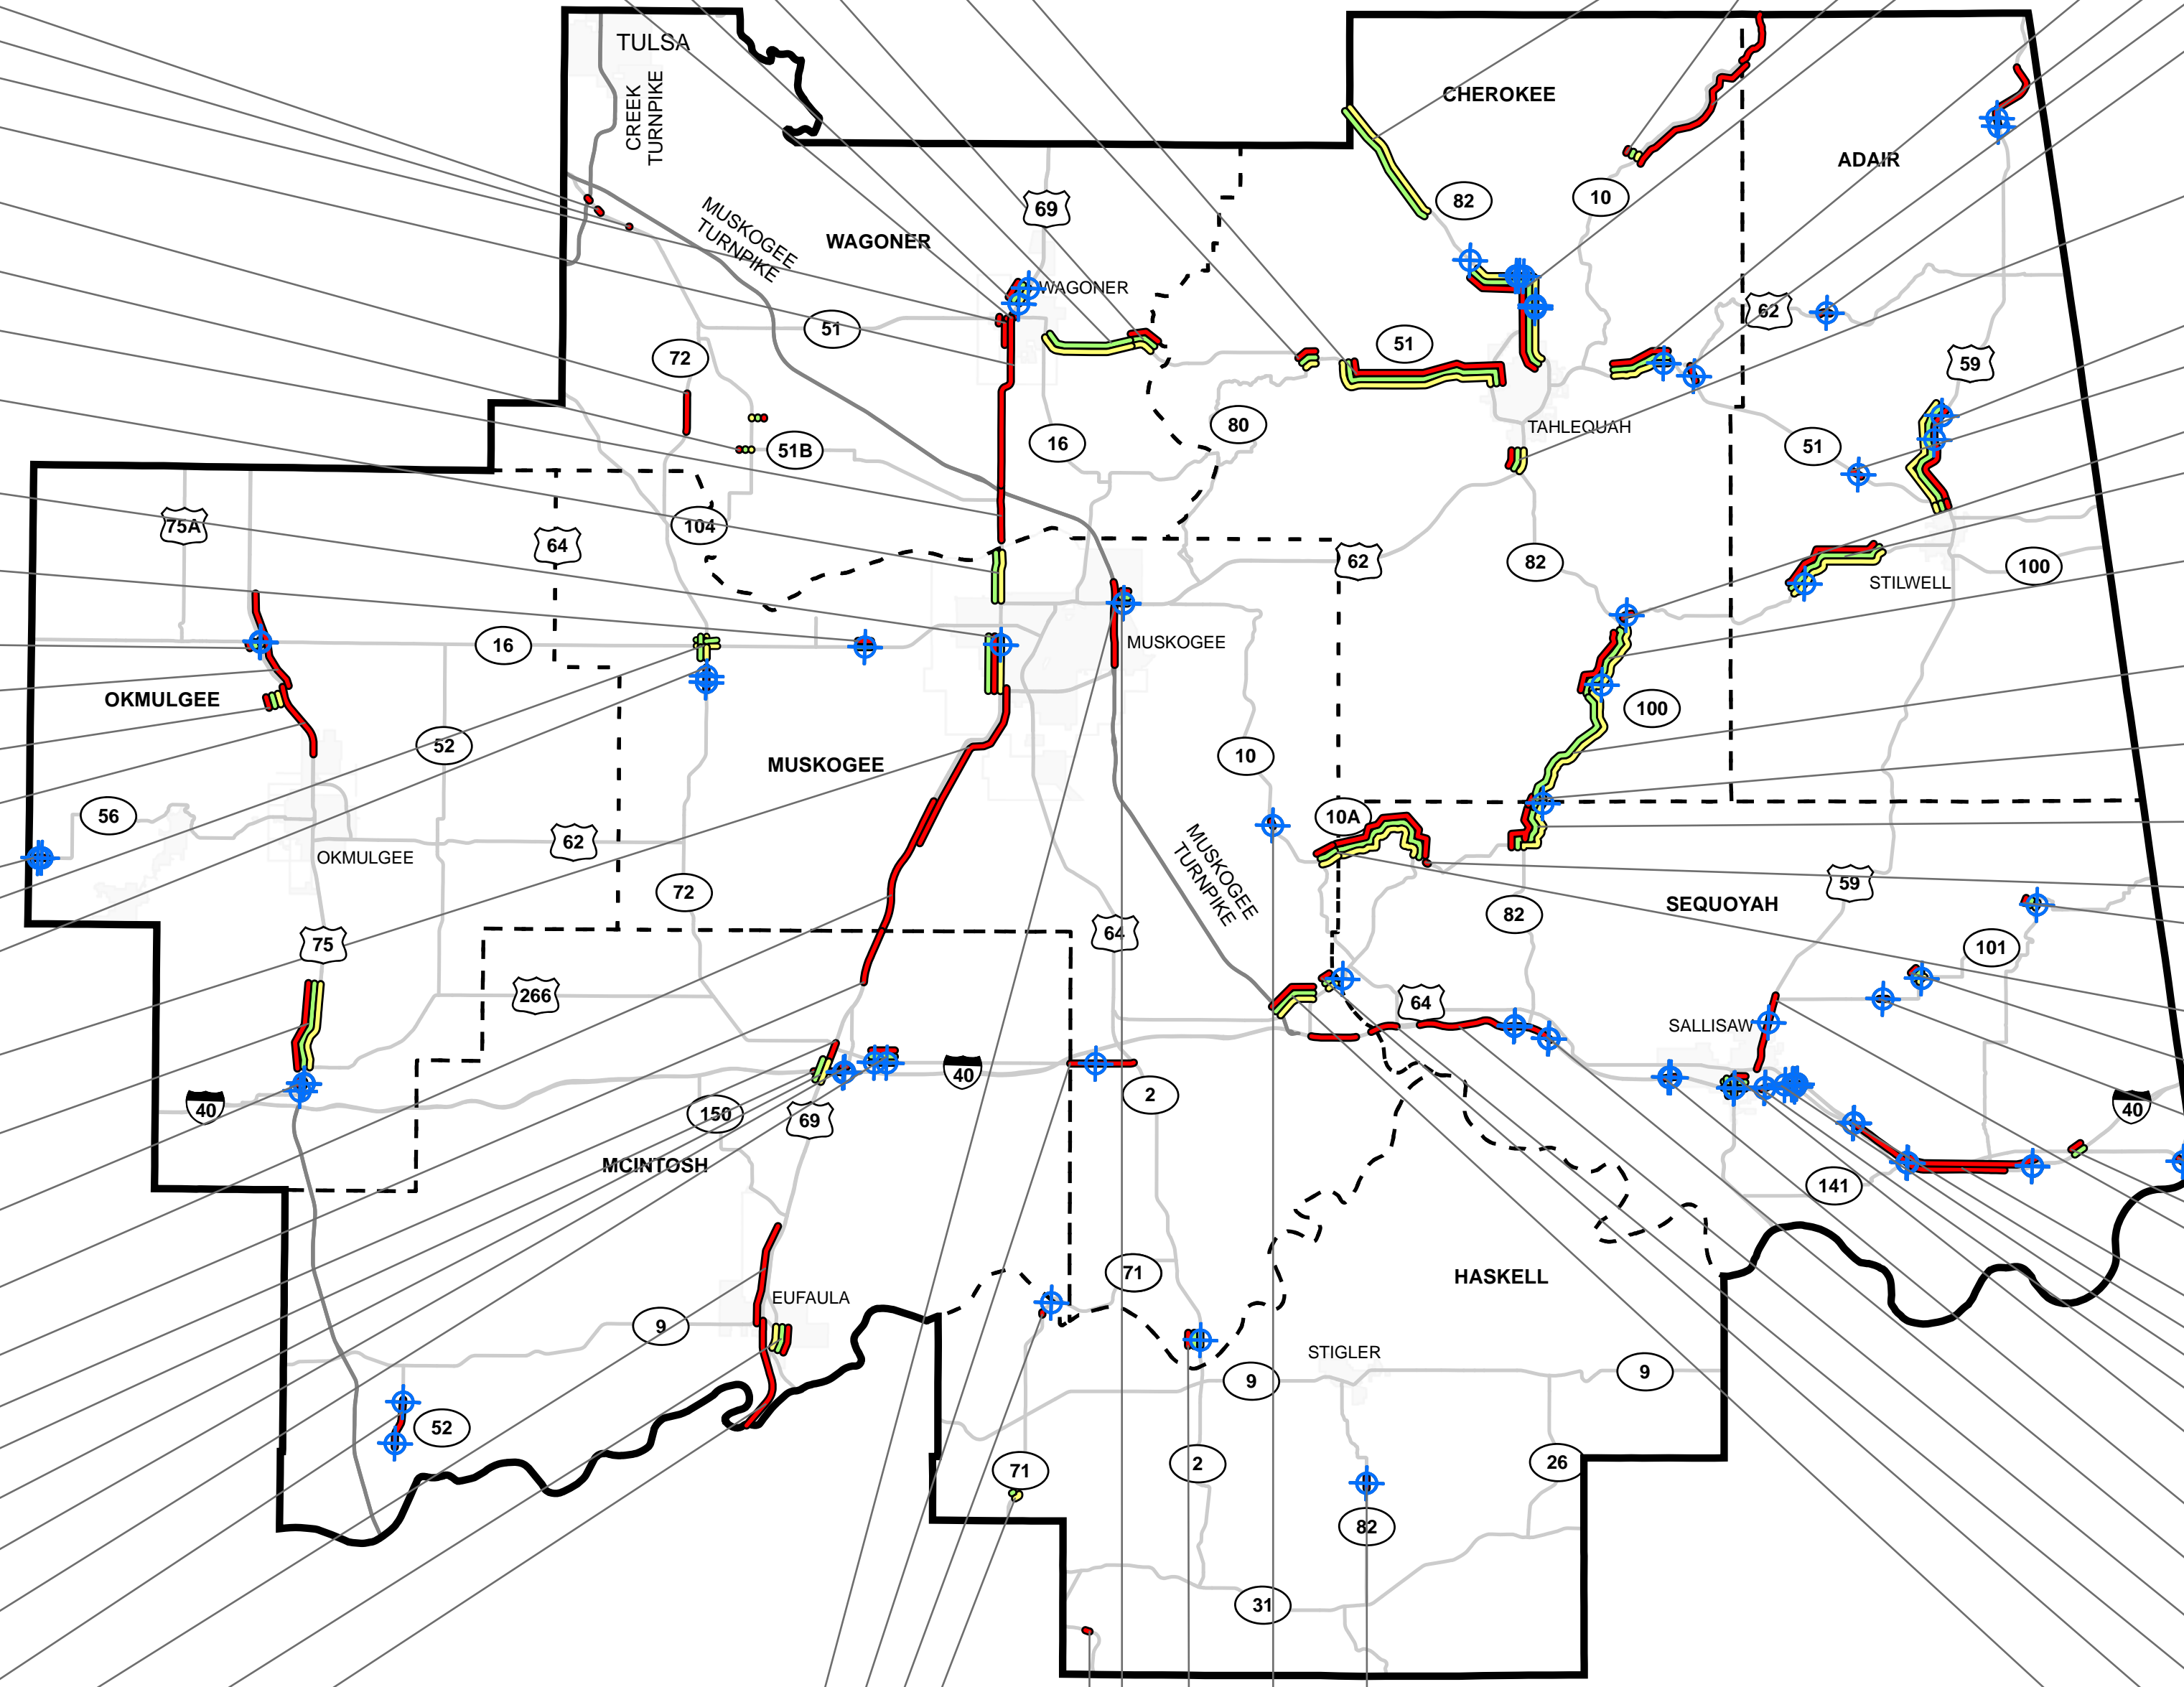 TULSA
CREEK
TURNPIKE
CHEROKEE
ADAIR
82
10
69
MUSKOGEE
TURNPIKE
WAGONER
WAGONER
62
51
51
72
59
TAHLEQUAH
80
16
51B
51
75A
104
64
62
82
100
STILWELL
16
MUSKOGEE
OKMULGEE
100
52
MUSKOGEE
10
56
10A
62
OKMULGEE
MUSKOGEE
TURNPIKE
59
72
SEQUOYAH
82
64
75
101
266
64
SALLISAW
40
40
40
2
150
69
MCINTOSH
141
71
HASKELL
EUFAULA
9
STIGLER
9
9
52
71
2
26
82
31